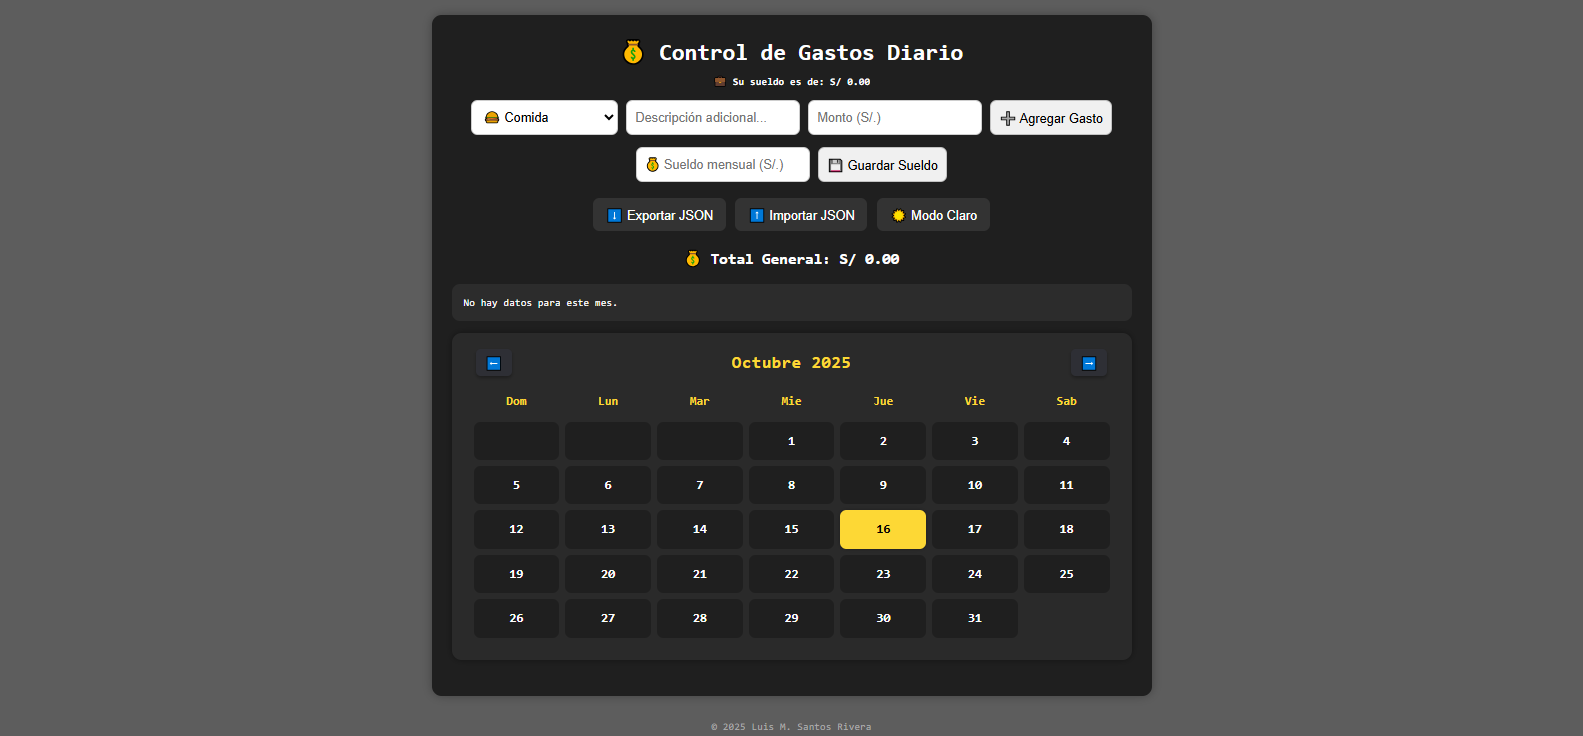 💰 Control de Gastos Diario
💼 Su sueldo es de: S/ 0.00
🍔 Comida Descripción adicional... Monto (S/.) ➕ Agregar Gasto
💰 Sueldo mensual (S/.) 💾 Guardar Sueldo
⬇️ Exportar JSON ⬆️ Importar JSON ☀️ Modo Claro
💰 Total General: S/ 0.00
No hay datos para este mes.
⬅️ Octubre 2025 ➡️
Dom Lun Mar Mie Jue Vie Sab
1 2 3 4
5 6 7 8 9 10 11
12 13 14 15 16 17 18
19 20 21 22 23 24 25
26 27 28 29 30 31
© 2025 Luis M. Santos Rivera